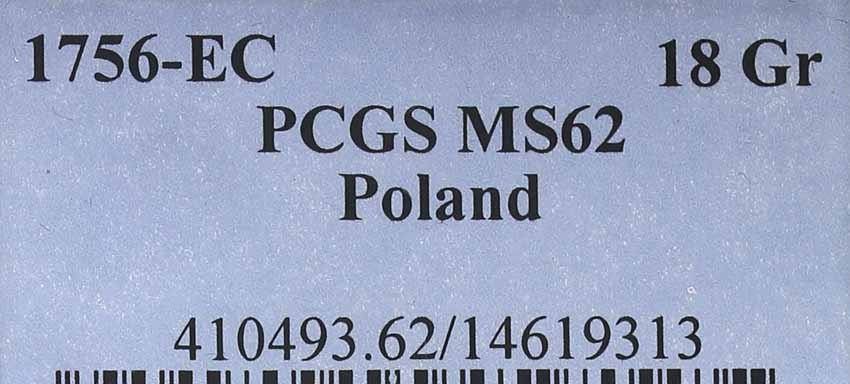 1756-EC 18 Gr
PCGS MS62
Poland
410493.62/14619313